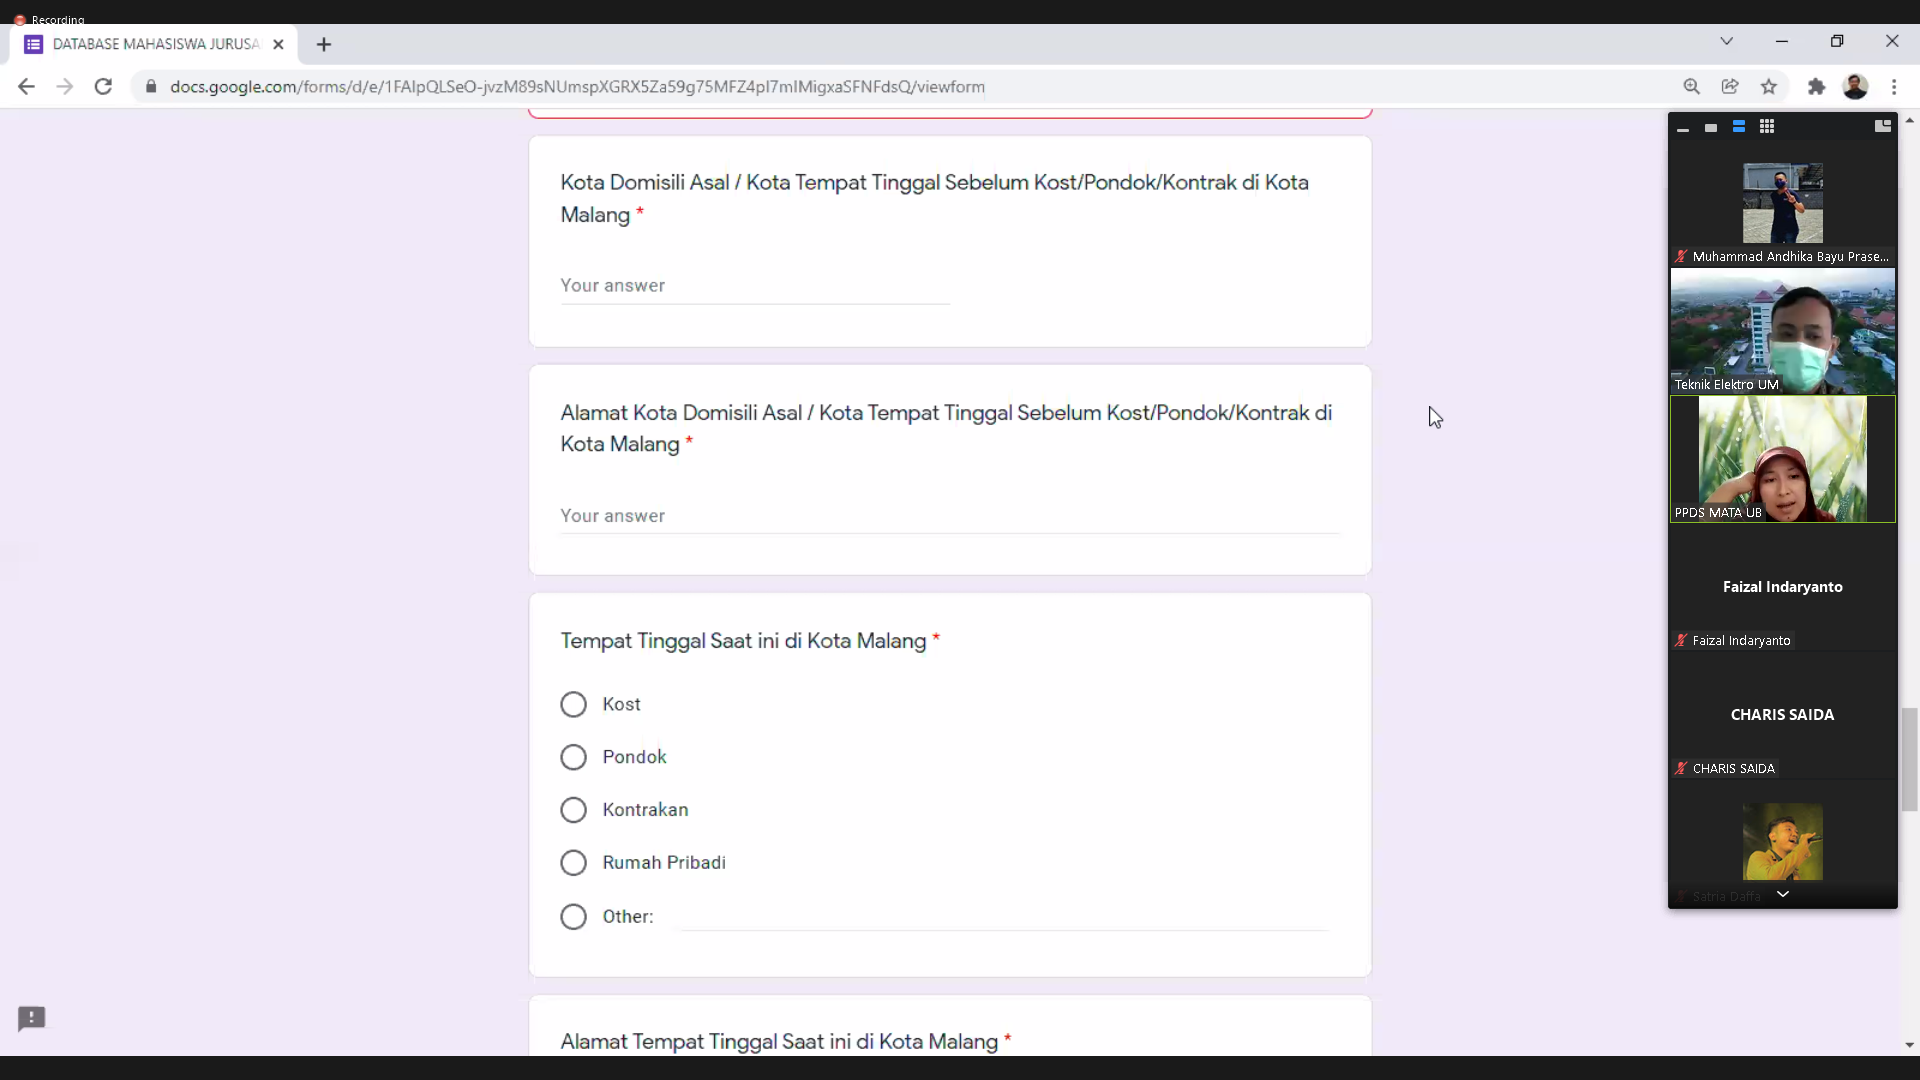 Recording
DATABASE MAHASISWA JURUSA
docs.google.com/forms/d/e/1FAIpQLSeO-jvzM89sNUmspXGRX5Za59g75MFZ4pI7mIMigxaSFNFdsQ/viewform
Kota Domisili Asal / Kota Tempat Tinggal Sebelum Kost/Pondok/Kontrak di Kota
Malang *
Your answer
Alamat Kota Domisili Asal / Kota Tempat Tinggal Sebelum Kost/Pondok/Kontrak di
Kota Malang *
Your answer
Tempat Tinggal Saat ini di Kota Malang *
Kost
Pondok
Kontrakan
Rumah Pribadi
Other:
Alamat Tempat Tinggal Saat ini di Kota Malang *
Muhammad Andhika Bayu Prase...
Teknik Elektro UM
PPDS MATA UB
Faizal Indaryanto
Faizal Indaryanto
CHARIS SAIDA
CHARIS SAIDA
Satria Daffa